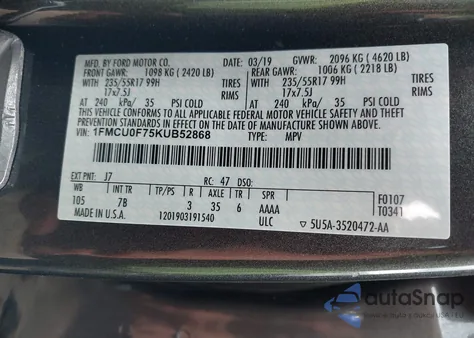 MFD. BY FORD MOTOR CO.
03/19 GVWR: 2096 KG (4620 LB)
FRONT GAWR: 1098 KG (2420 LB) REAR GAWR: 1006 KG (2218 LB)
235/55R17 99H TIRES 235/55R17 99H TIRES
17x7.5J RIMS 17x7.5J RIMS
AT 240 kPa/ 35 PSI COLD AT 240 kPa/ 35 PSI COLD
THIS VEHICLE CONFORMS TO ALL APPLICABLE FEDERAL MOTOR VEHICLE SAFETY AND THEFT PREVENTION STANDARDS IN EFFECT ON THE DATE OF MANUFACTURE SHOWN ABOVE.
VIN: 1FMCU0F75KUB52868 TYPE: MPV
EXT PNT: J7 RC: 47 DSO:
WB INT TR TP/PS R AXLE TR SPR
105 7B 3 35 6 AAAA
F0107
T0341
MADE IN U.S.A. 1201903191540 ULC
5U5A-3520472-AA
autoSnap